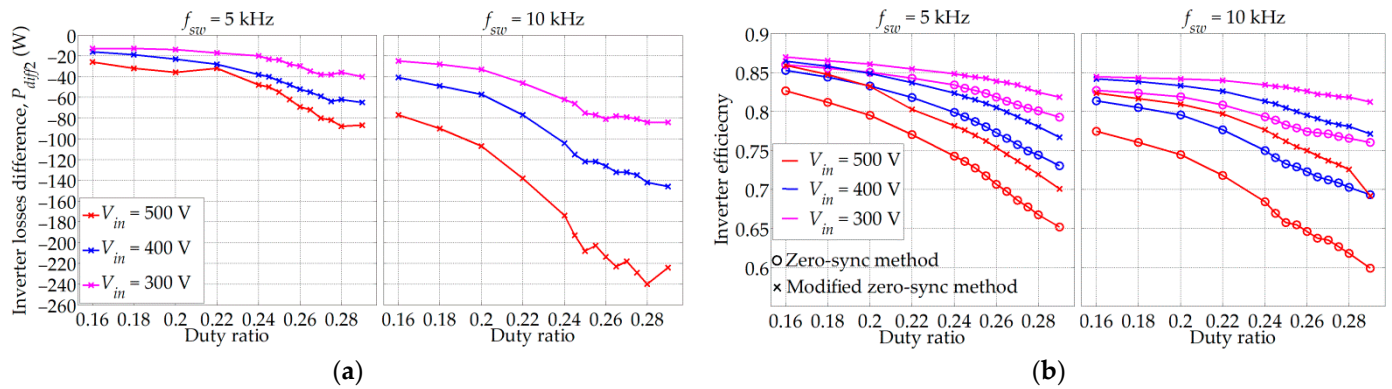 f_sw = 5 kHz
f_sw = 10 kHz
Inverter losses difference, P_diff2 (W)
0
−20
−40
−60
−80
−100
−120
−140
−160
−180
−200
−220
−240
−260
V_in = 500 V
V_in = 400 V
V_in = 300 V
0.16 0.18 0.2 0.22 0.24 0.26 0.28
0.16 0.18 0.2 0.22 0.24 0.26 0.28
Duty ratio
Duty ratio
(a)
f_sw = 5 kHz
f_sw = 10 kHz
Inverter efficiency
0.9
0.85
0.8
0.75
0.7
0.65
0.6
V_in = 500 V
V_in = 400 V
V_in = 300 V
Zero-sync method
Modified zero-sync method
0.16 0.18 0.2 0.22 0.24 0.26 0.28
0.16 0.18 0.2 0.22 0.24 0.26 0.28
Duty ratio
Duty ratio
(b)